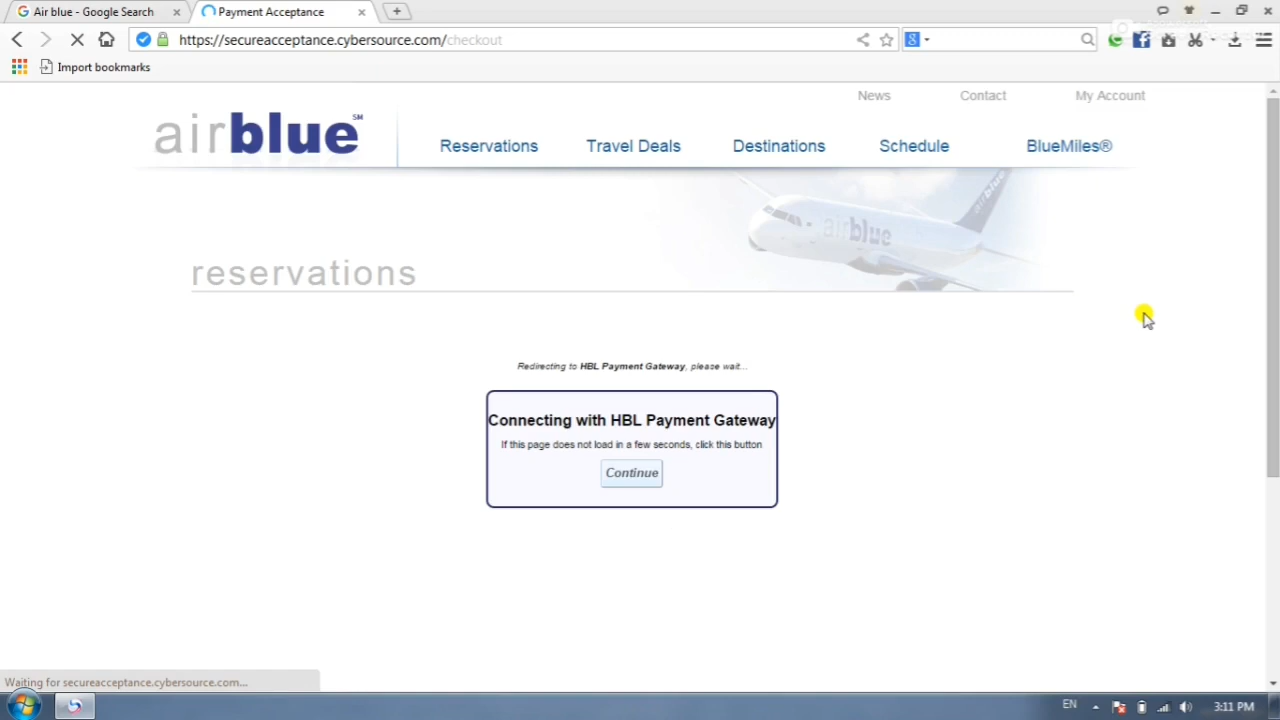 Air blue - Google Search
Payment Acceptance
https://secureacceptance.cybersource.com/checkout
Import bookmarks
News
Contact
My Account
airblue SM
Reservations
Travel Deals
Destinations
Schedule
BlueMiles®
airblue
airblue
reservations
Redirecting to HBL Payment Gateway, please wait...
Connecting with HBL Payment Gateway
If this page does not load in a few seconds, click this button
Continue
Waiting for secureacceptance.cybersource.com...
EN
3:11 PM